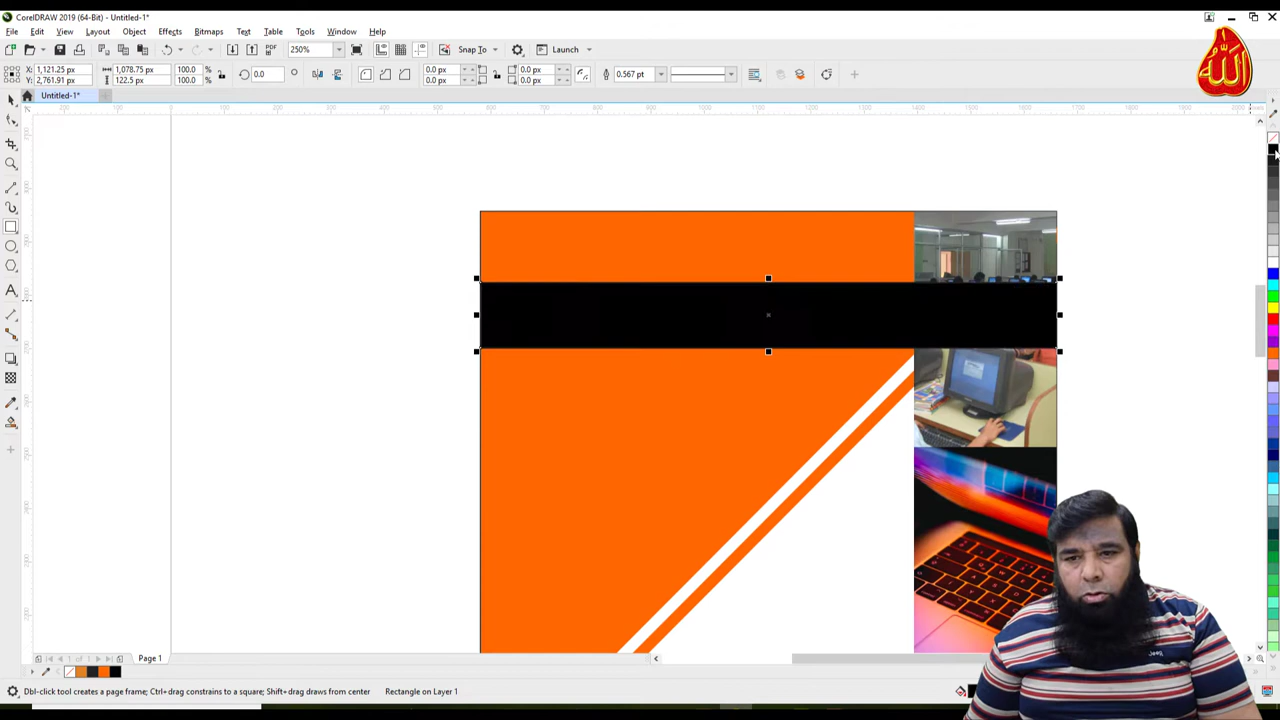 CorelDRAW 2019 (64-Bit) - Untitled-1*
File Edit View Layout Object Effects Bitmaps Text Table Tools Window Help
250% Snap To Launch
X: 1,121.25 px 1,078.75 px 100.0 % 0.0 0.0 px 0.0 px 0.567 pt
Y: 2,761.91 px 122.5 px 100.0 % 0.0 px 0.0 px
Untitled-1*
الله
Jeep
1 of 1 Page 1
Dbl-click tool creates a page frame; Ctrl+drag constrains to a square; Shift+drag draws from center Rectangle on Layer 1